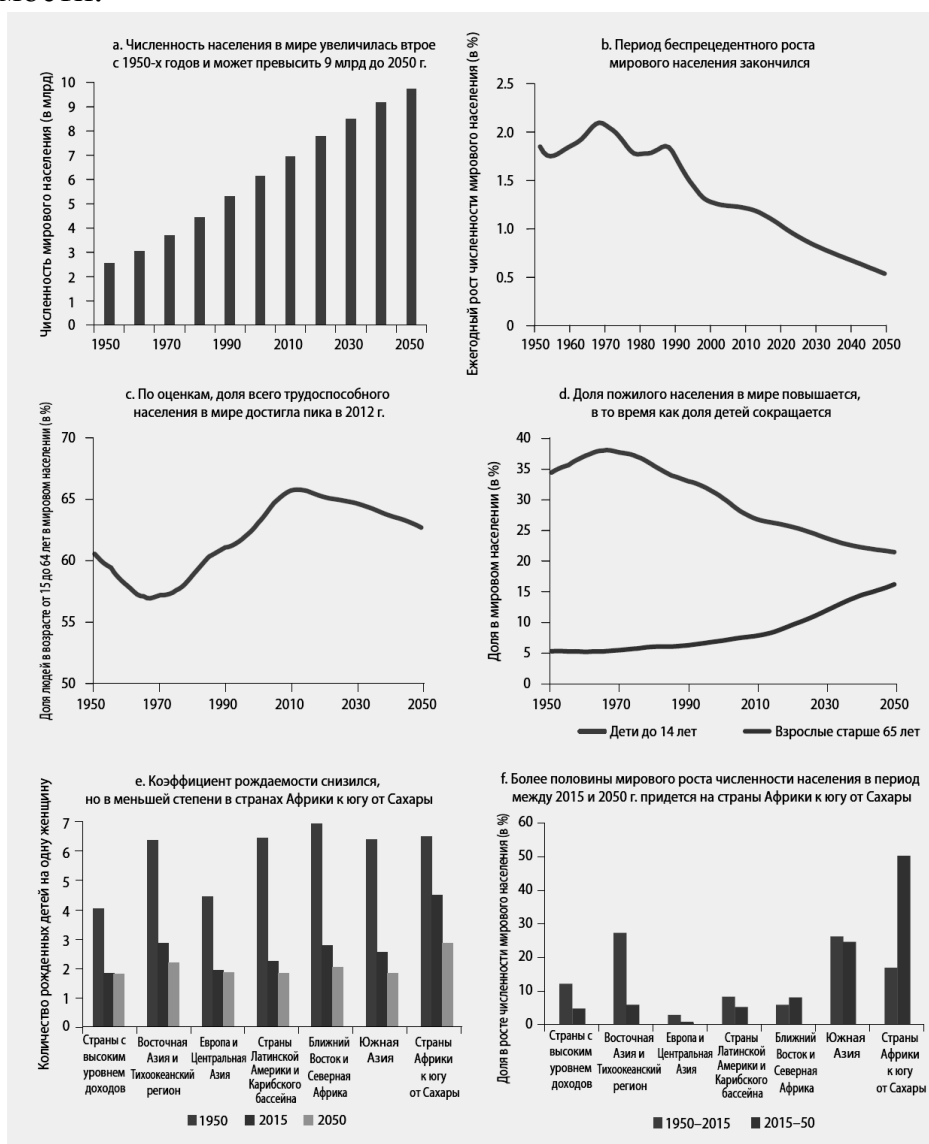 а. Численность населения в мире увеличилась втрое
с 1950-х годов и может превысить 9 млрд до 2050 г.
Численность мирового населения (в млрд)
10
9
8
7
6
5
4
3
2
1
0
1950 1970 1990 2010 2030 2050
b. Период беспрецедентного роста
мирового населения закончился
Ежегодный рост численности мирового населения (в %)
2.5
2.0
1.5
1.0
0.5
0
1950 1960 1970 1980 1990 2000 2010 2020 2030 2040 2050
с. По оценкам, доля всего трудоспособного
населения в мире достигла пика в 2012 г.
Доля людей в возрасте от 15 до 64 лет в мировом населении (в %)
70
65
60
55
50
1950 1970 1990 2010 2030 2050
d. Доля пожилого населения в мире повышается,
в то время как доля детей сокращается
Доля в мировом населении (в %)
40
35
30
25
20
15
10
5
0
1950 1970 1990 2010 2030 2050
Дети до 14 лет Взрослые старше 65 лет
е. Коэффициент рождаемости снизился,
но в меньшей степени в странах Африки к югу от Сахары
Количество рожденных детей на одну женщину
7
6
5
4
3
2
1
0
Страны с
высоким
уровнем
доходов
Восточная
Азия и
Тихоокеанский
регион
Европа и
Центральная
Азия
Страны
Латинской
Америки и
Карибского
бассейна
Ближний
Восток и
Северная
Африка
Южная
Азия
Страны
Африки
к югу
от Сахары
1950 2015 2050
f. Более половины мирового роста численности населения в период
между 2015 и 2050 г. придется на страны Африки к югу от Сахары
Доля в росте численности мирового населения (в %)
60
50
40
30
20
10
0
Страны с
высоким
уровнем
доходов
Восточная
Азия и
Тихоокеанский
регион
Европа и
Центральная
Азия
Страны
Латинской
Америки и
Карибского
бассейна
Ближний
Восток и
Северная
Африка
Южная
Азия
Страны
Африки
к югу
от Сахары
1950–2015 2015–50